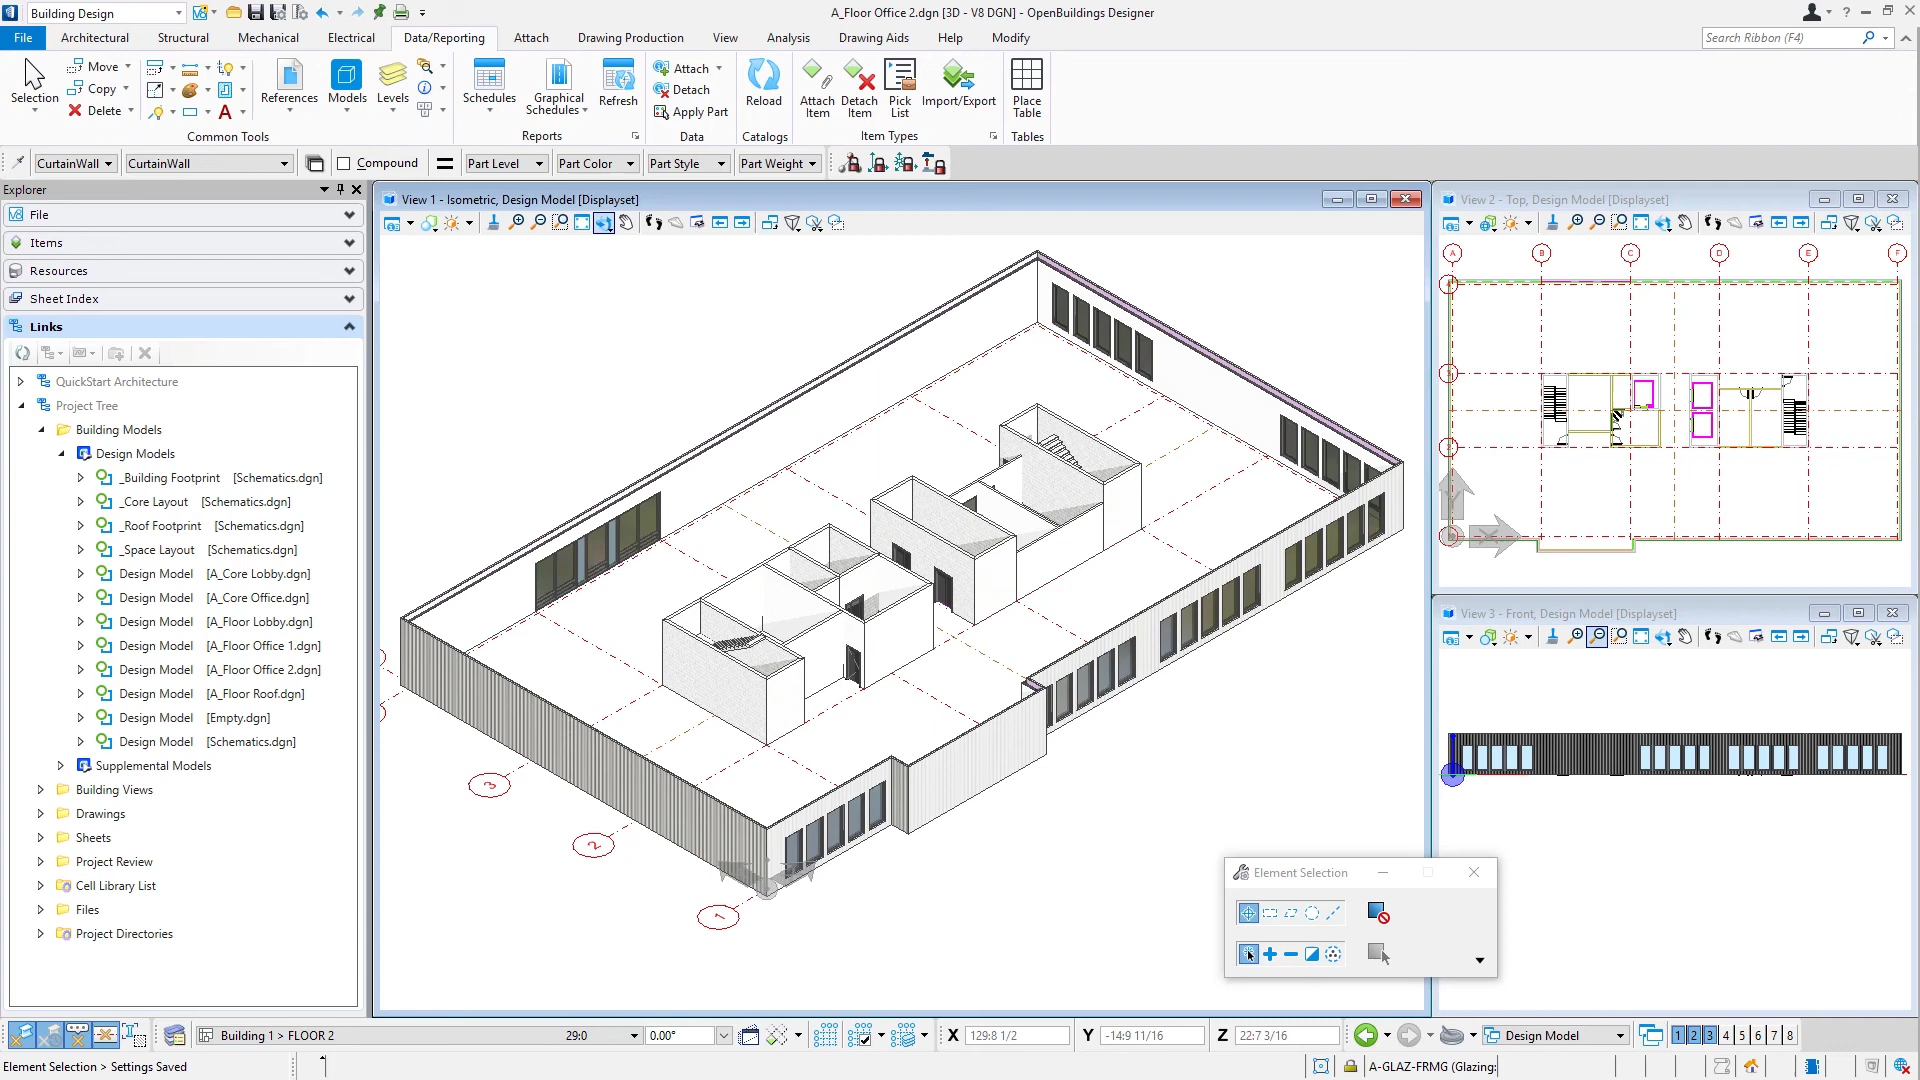 Building Design
A_Floor Office 2.dgn [3D - V8 DGN] - OpenBuildings Designer
File Architectural Structural Mechanical Electrical Data/Reporting Attach Drawing Production View Analysis Drawing Aids Help Modify
Search Ribbon (F4)
Selection
Move
Copy
Delete
Common Tools
References
Models
Levels
Schedules
Graphical Schedules
Refresh
Reports
Attach
Detach
Apply Part
Data
Reload
Catalogs
Attach Item
Detach Item
Pick List
Import/Export
Item Types
Place Table
Tables
CurtainWall CurtainWall Compound Part Level Part Color Part Style Part Weight
Explorer
File
Items
Resources
Sheet Index
Links
QuickStart Architecture
Project Tree
Building Models
Design Models
_Building Footprint [Schematics.dgn]
_Core Layout [Schematics.dgn]
_Roof Footprint [Schematics.dgn]
_Space Layout [Schematics.dgn]
Design Model [A_Core Lobby.dgn]
Design Model [A_Core Office.dgn]
Design Model [A_Floor Lobby.dgn]
Design Model [A_Floor Office 1.dgn]
Design Model [A_Floor Office 2.dgn]
Design Model [A_Floor Roof.dgn]
Design Model [Empty.dgn]
Design Model [Schematics.dgn]
Supplemental Models
Building Views
Drawings
Sheets
Project Review
Cell Library List
Files
Project Directories
View 1 - Isometric, Design Model [Displayset]
3
2
1
View 2 - Top, Design Model [Displayset]
A B C D E F
View 3 - Front, Design Model [Displayset]
Element Selection
Building 1 > FLOOR 2 29:0 0.00° X 129:8 1/2 Y -14:9 11/16 Z 22:7 3/16 Design Model 1 2 3 4 5 6 7 8
Element Selection > Settings Saved
A-GLAZ-FRMG (Glazing: